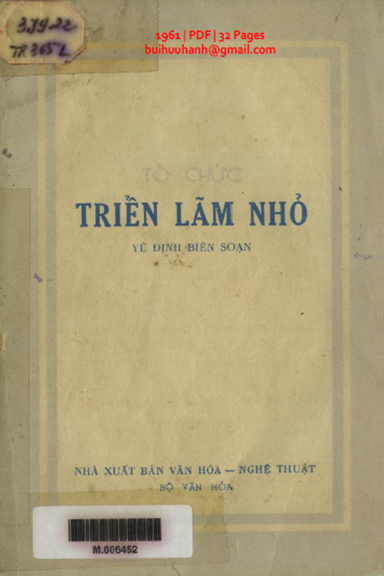 1961 | PDF | 32 Pages
buihuuhanh@gmail.com
TỔ CHỨC
TRIỂN LÃM NHỎ
VŨ ĐỊNH BIÊN SOẠN
NHÀ XUẤT BẢN VĂN HÓA — NGHỆ THUẬT
BỘ VĂN HÓA
M.006452